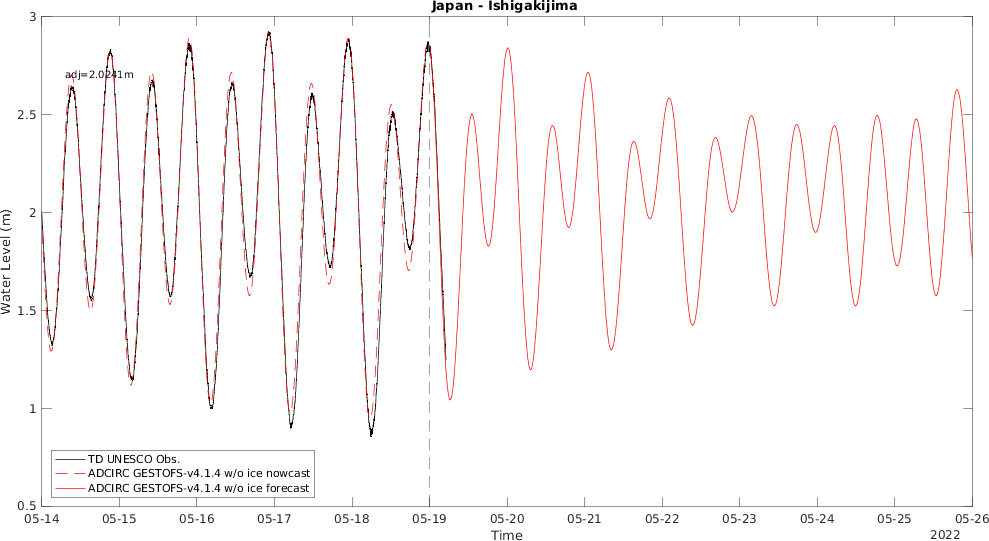 Japan - Ishigakijima
3
2.5
2
1.5
1
0.5
Water Level (m)
adj=2.0241m
TD UNESCO Obs.
ADCIRC GESTOFS-v4.1.4 w/o ice nowcast
ADCIRC GESTOFS-v4.1.4 w/o ice forecast
05-14 05-15 05-16 05-17 05-18 05-19 05-20 05-21 05-22 05-23 05-24 05-25 05-26
Time
2022